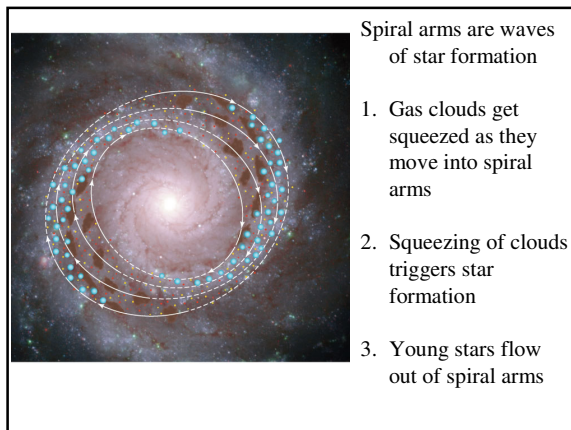 Spiral arms are waves
of star formation
1. Gas clouds get
squeezed as they
move into spiral
arms
2. Squeezing of clouds
triggers star
formation
3. Young stars flow
out of spiral arms